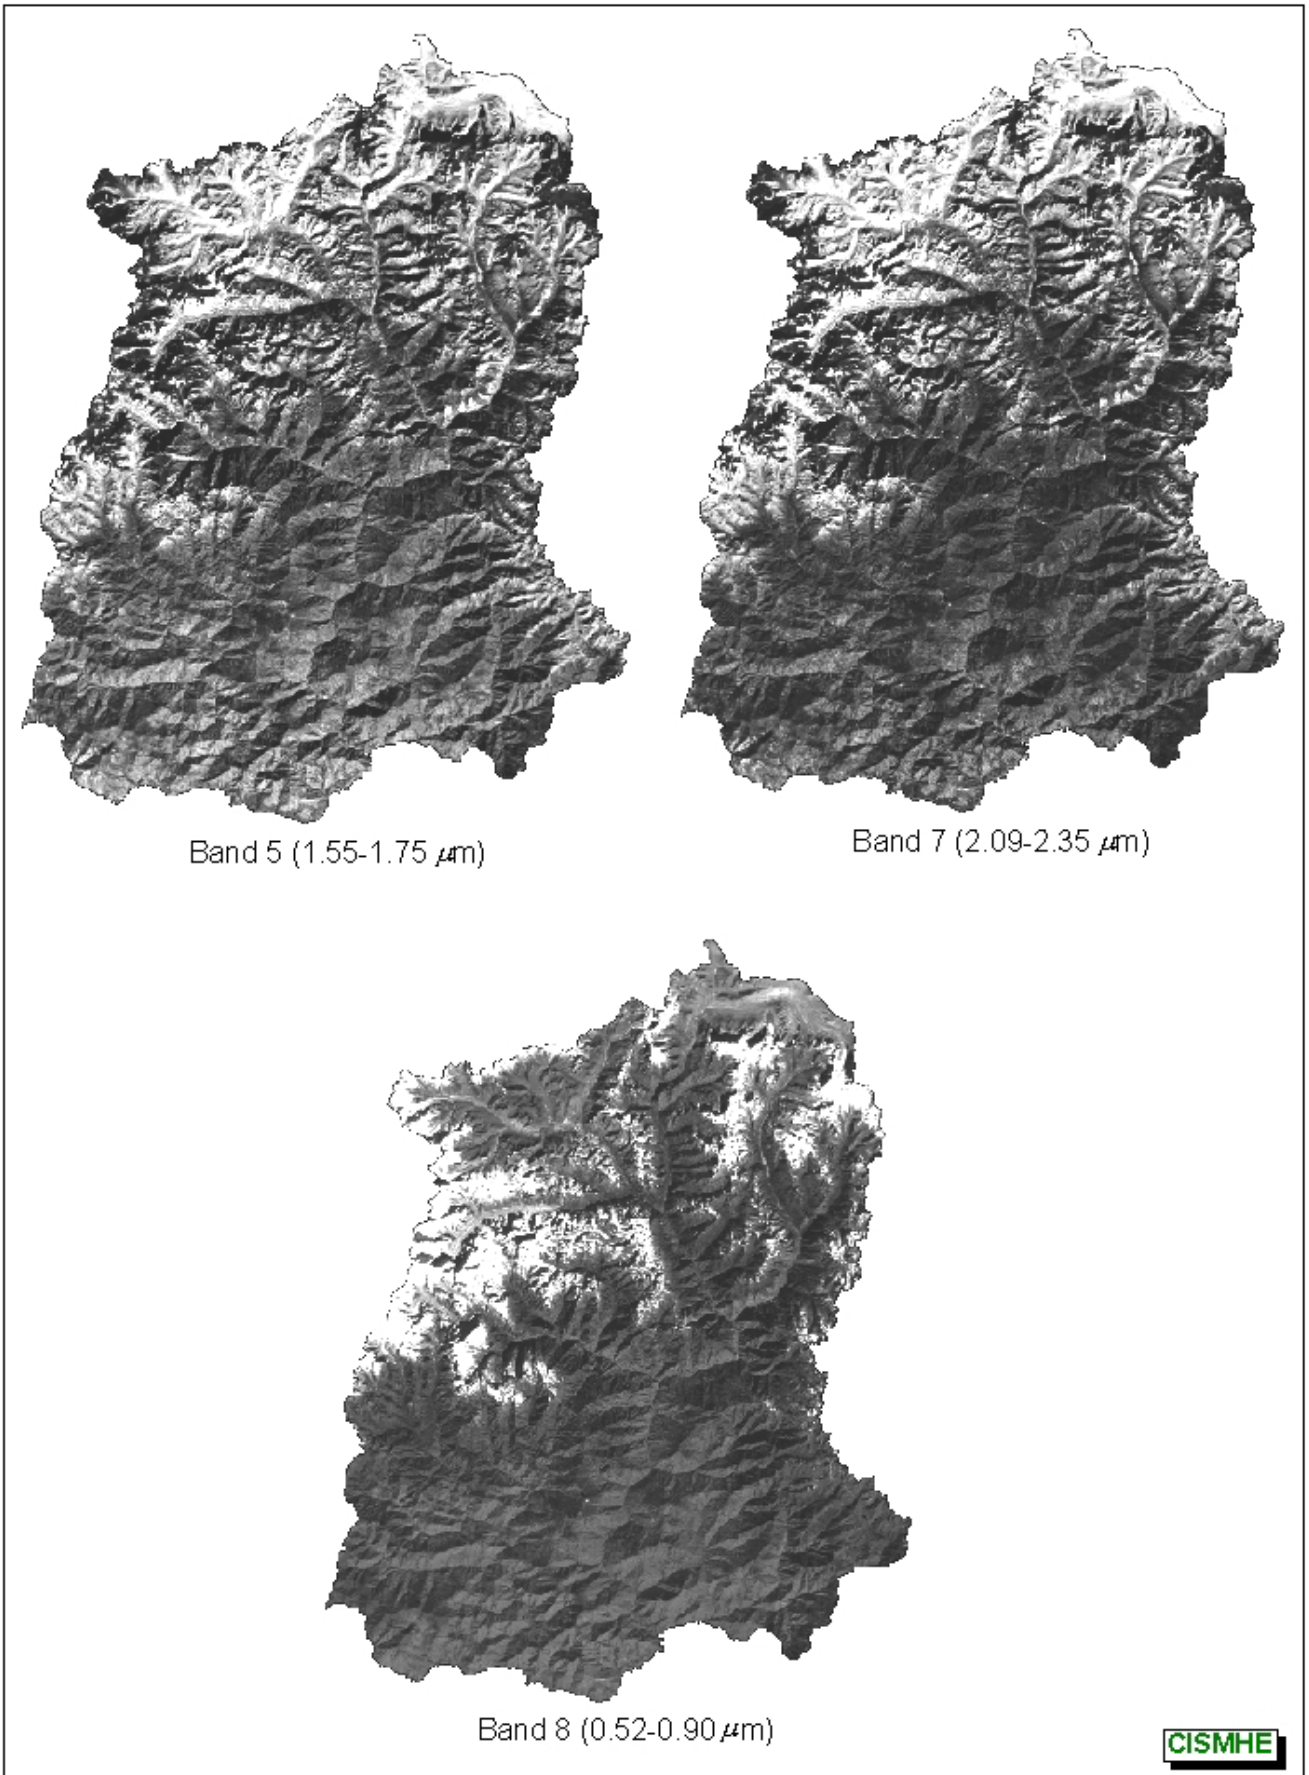 Band 5 (1.55-1.75 μm)
Band 7 (2.09-2.35 μm)
Band 8 (0.52-0.90 μm)
CISMHE